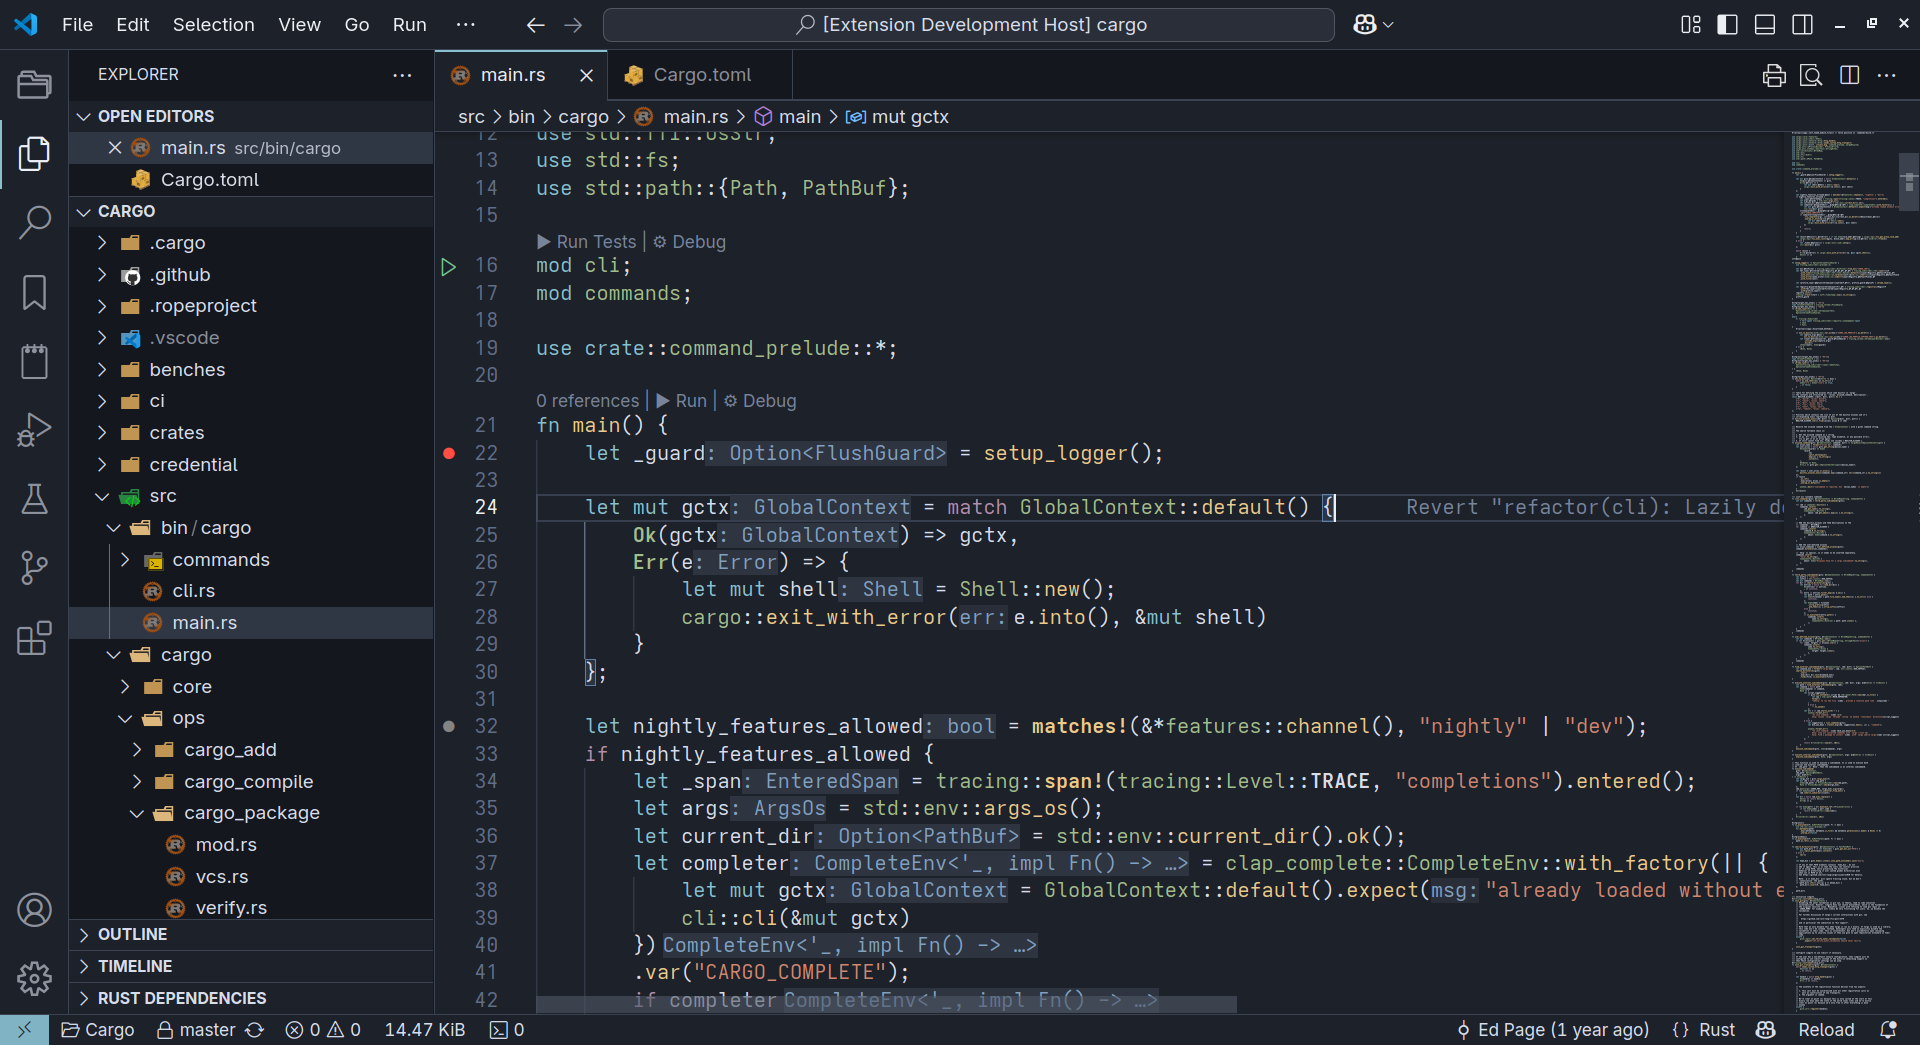 File Edit Selection View Go Run ··· [Extension Development Host] cargo
EXPLORER
OPEN EDITORS
main.rs src/bin/cargo
Cargo.toml
CARGO
.cargo
.github
.ropeproject
.vscode
benches
ci
crates
credential
src
bin / cargo
commands
cli.rs
main.rs
cargo
core
ops
cargo_add
cargo_compile
cargo_package
mod.rs
vcs.rs
verify.rs
OUTLINE
TIMELINE
RUST DEPENDENCIES
main.rs Cargo.toml
src > bin > cargo > main.rs > main > mut gctx
12 use std::ffi::OsStr;
13 use std::fs;
14 use std::path::{Path, PathBuf};
15
▶ Run Tests | ⚙ Debug
16 mod cli;
17 mod commands;
18
19 use crate::command_prelude::*;
20
0 references | ▶ Run | ⚙ Debug
21 fn main() {
22 let _guard: Option<FlushGuard> = setup_logger();
23
24 let mut gctx: GlobalContext = match GlobalContext::default() { Revert "refactor(cli): Lazily
25 Ok(gctx: GlobalContext) => gctx,
26 Err(e: Error) => {
27 let mut shell: Shell = Shell::new();
28 cargo::exit_with_error(err: e.into(), &mut shell)
29 }
30 };
31
32 let nightly_features_allowed: bool = matches!(&*features::channel(), "nightly" | "dev");
33 if nightly_features_allowed {
34 let _span: EnteredSpan = tracing::span!(tracing::Level::TRACE, "completions").entered();
35 let args: ArgsOs = std::env::args_os();
36 let current_dir: Option<PathBuf> = std::env::current_dir().ok();
37 let completer: CompleteEnv<'_, impl Fn() -> …> = clap_complete::CompleteEnv::with_factory(|| {
38 let mut gctx: GlobalContext = GlobalContext::default().expect(msg: "already loaded without e
39 cli::cli(&mut gctx)
40 }) CompleteEnv<'_, impl Fn() -> …>
41 .var("CARGO_COMPLETE");
42 if completer CompleteEnv<'_, impl Fn() -> …>
Cargo master 0 0 14.47 KiB 0 Ed Page (1 year ago) {} Rust Reload